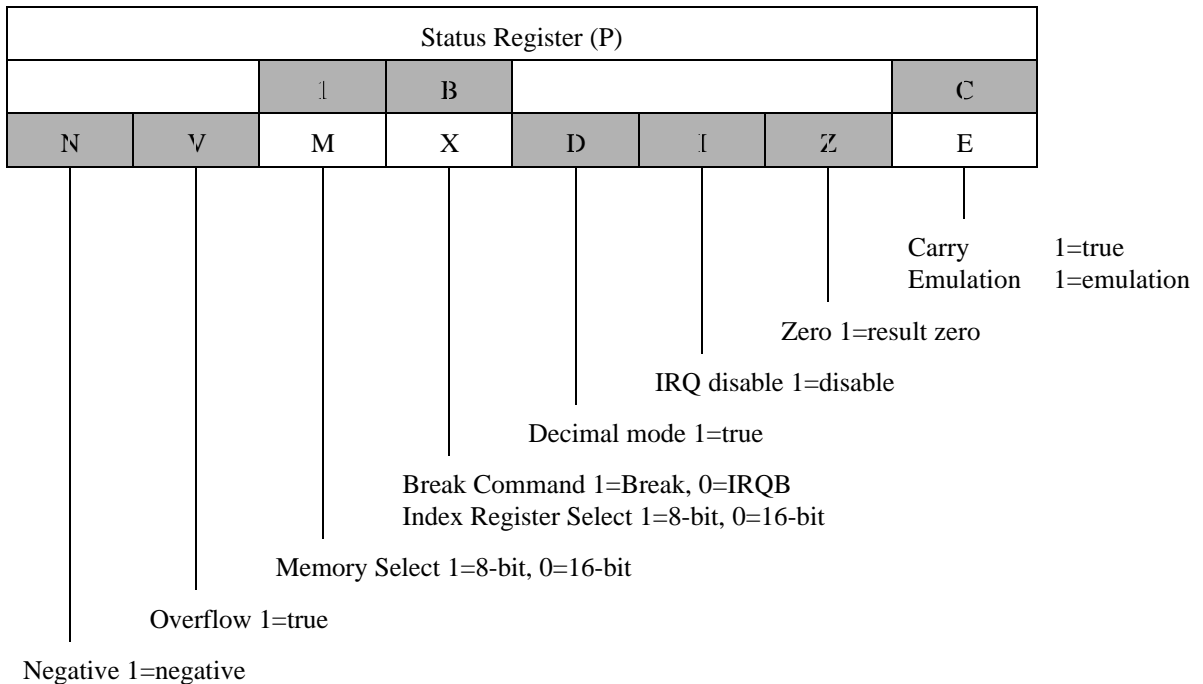 Status Register (P)
1 B C
N V M X D I Z E
Carry 1=true
Emulation 1=emulation
Zero 1=result zero
IRQ disable 1=disable
Decimal mode 1=true
Break Command 1=Break, 0=IRQB
Index Register Select 1=8-bit, 0=16-bit
Memory Select 1=8-bit, 0=16-bit
Overflow 1=true
Negative 1=negative